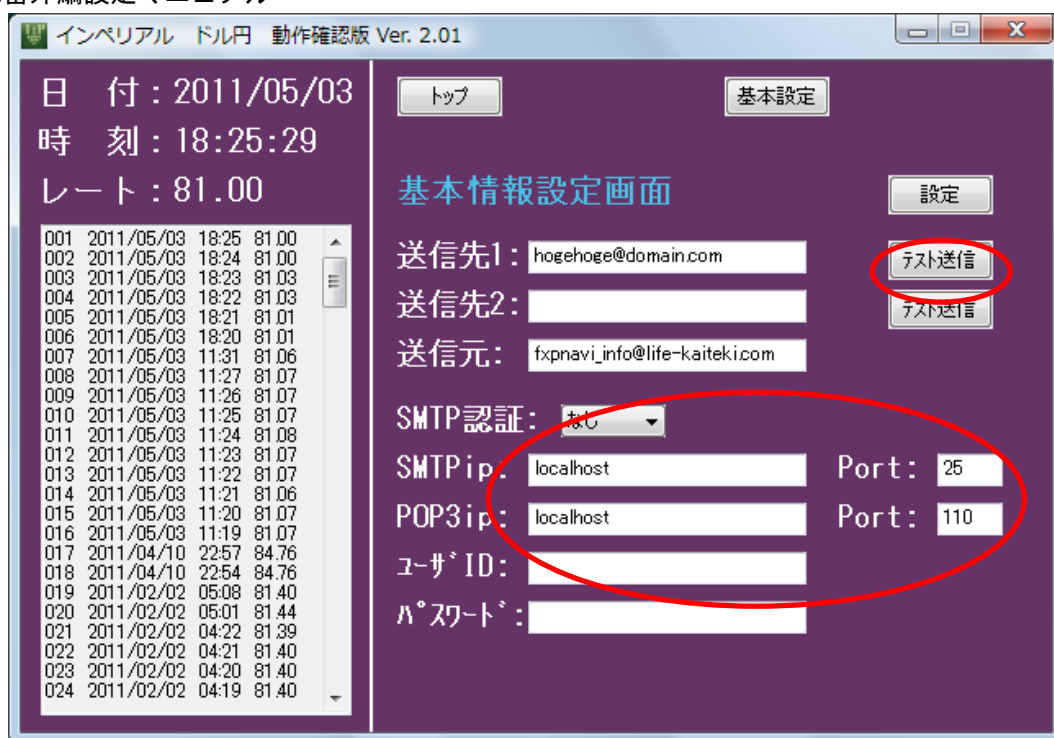 インペリアル ドル円 動作確認版 Ver. 2.01
日 付：2011/05/03
時 刻：18:25:29
レート：81.00
001 2011/05/03 18:25 81.00
002 2011/05/03 18:24 81.00
003 2011/05/03 18:23 81.03
004 2011/05/03 18:22 81.03
005 2011/05/03 18:21 81.01
006 2011/05/03 18:20 81.01
007 2011/05/03 11:31 81.06
008 2011/05/03 11:27 81.07
009 2011/05/03 11:26 81.07
010 2011/05/03 11:25 81.07
011 2011/05/03 11:24 81.08
012 2011/05/03 11:23 81.07
013 2011/05/03 11:22 81.07
014 2011/05/03 11:21 81.06
015 2011/05/03 11:20 81.07
016 2011/05/03 11:19 81.07
017 2011/04/10 22:57 84.76
018 2011/04/10 22:54 84.76
019 2011/02/02 05:08 81.40
020 2011/02/02 05:01 81.44
021 2011/02/02 04:22 81.39
022 2011/02/02 04:21 81.40
023 2011/02/02 04:20 81.40
024 2011/02/02 04:19 81.40
トップ 基本設定
基本情報設定画面 設定
送信先1：hogehoge@domain.com テスト送信
送信先2： テスト送信
送信元：fxpnavi_info@life-kaiteki.com
SMTP認証：なし
SMTPip：localhost Port：25
POP3ip：localhost Port：110
ﾕｰｻﾞID：
ﾊﾟｽﾜｰﾄﾞ：